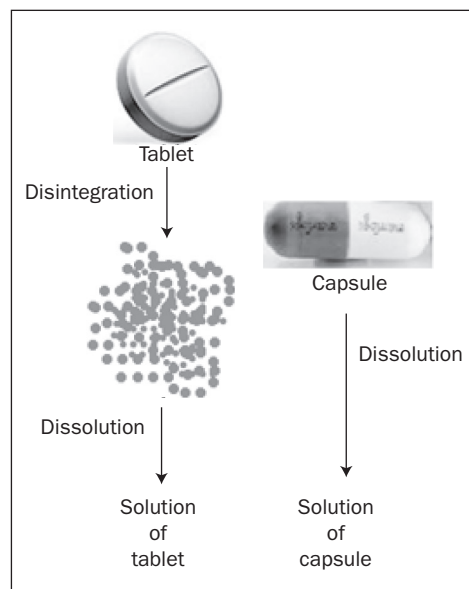 Tablet
Disintegration
Capsule
Dissolution
Dissolution
Solution
of
tablet
Solution
of
capsule